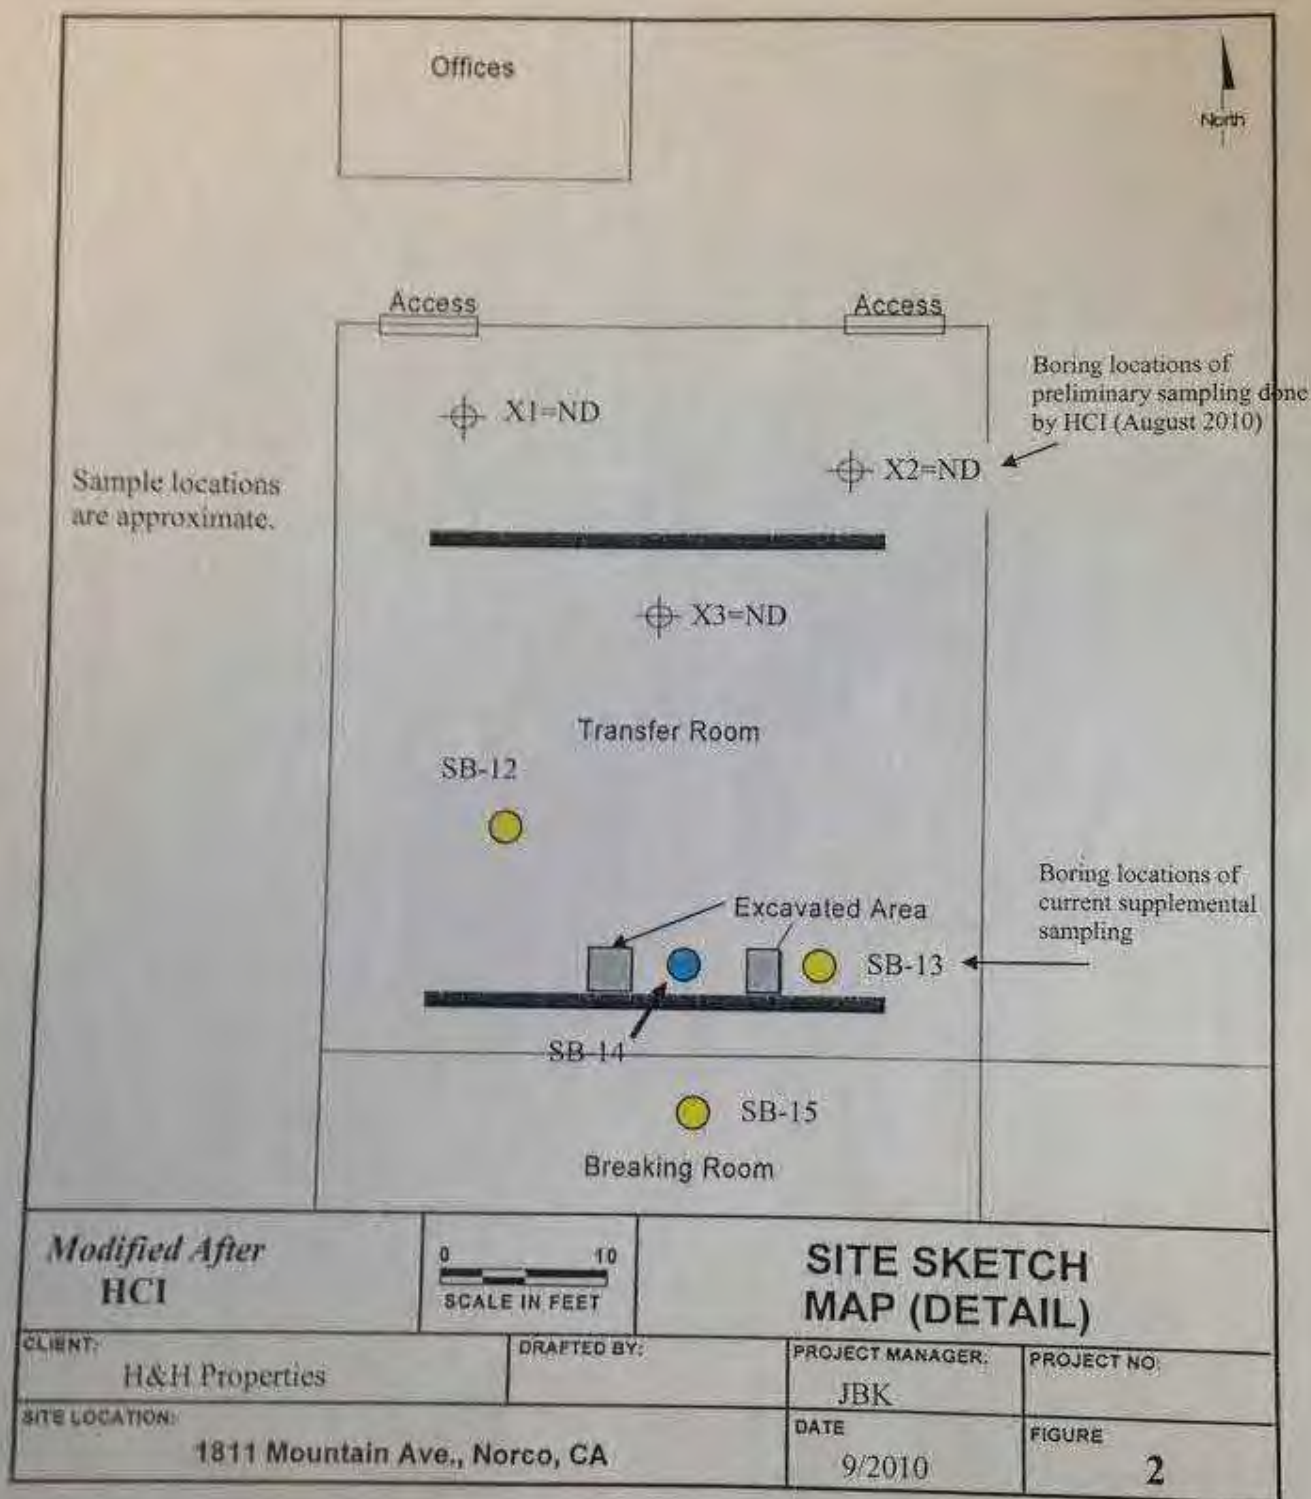 Offices
North
Access
Access
Boring locations of
preliminary sampling done
by HCI (August 2010)
X1=ND
X2=ND
Sample locations
are approximate.
X3=ND
Transfer Room
SB-12
Boring locations of
current supplemental
sampling
Excavated Area
SB-13
SB-14
SB-15
Breaking Room
Modified After
HCI
0 10
SCALE IN FEET
SITE SKETCH
MAP (DETAIL)
CLIENT:
H&H Properties
DRAFTED BY:
PROJECT MANAGER:
JBK
PROJECT NO:
SITE LOCATION:
1811 Mountain Ave., Norco, CA
DATE
9/2010
FIGURE
2